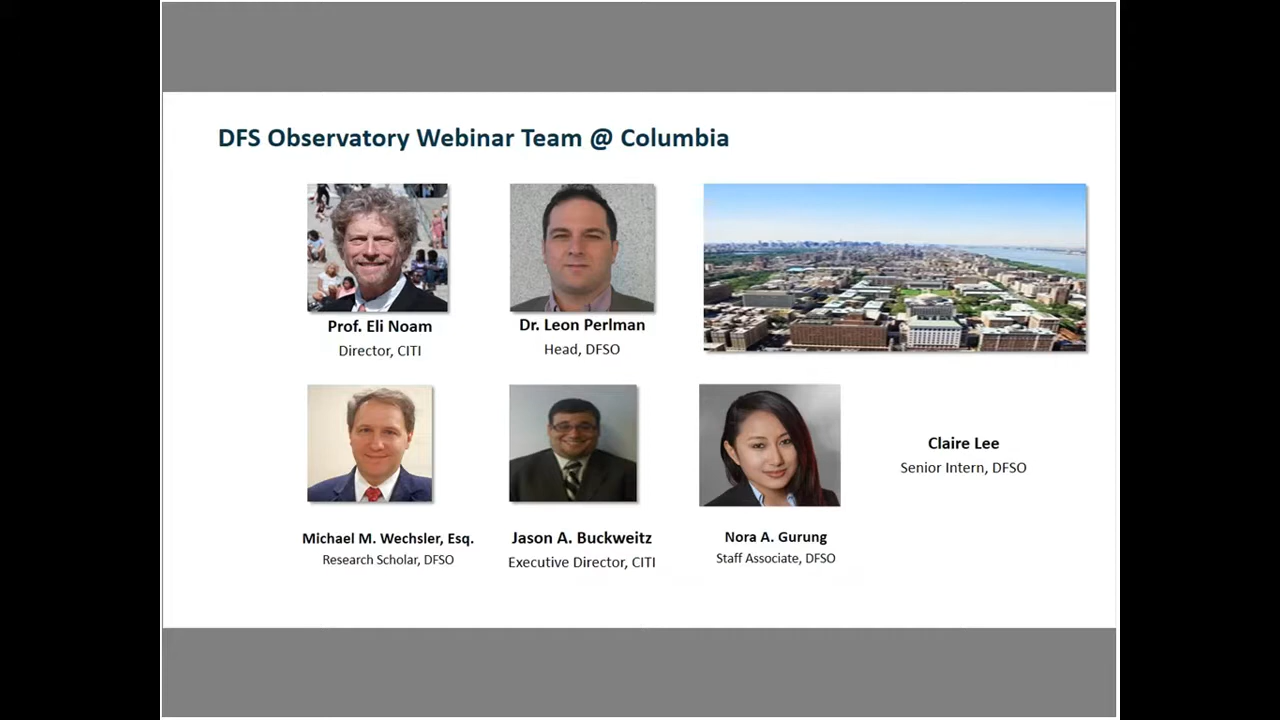 DFS Observatory Webinar Team @ Columbia
Prof. Eli Noam
Director, CITI
Dr. Leon Perlman
Head, DFSO
Michael M. Wechsler, Esq.
Research Scholar, DFSO
Jason A. Buckweitz
Executive Director, CITI
Nora A. Gurung
Staff Associate, DFSO
Claire Lee
Senior Intern, DFSO